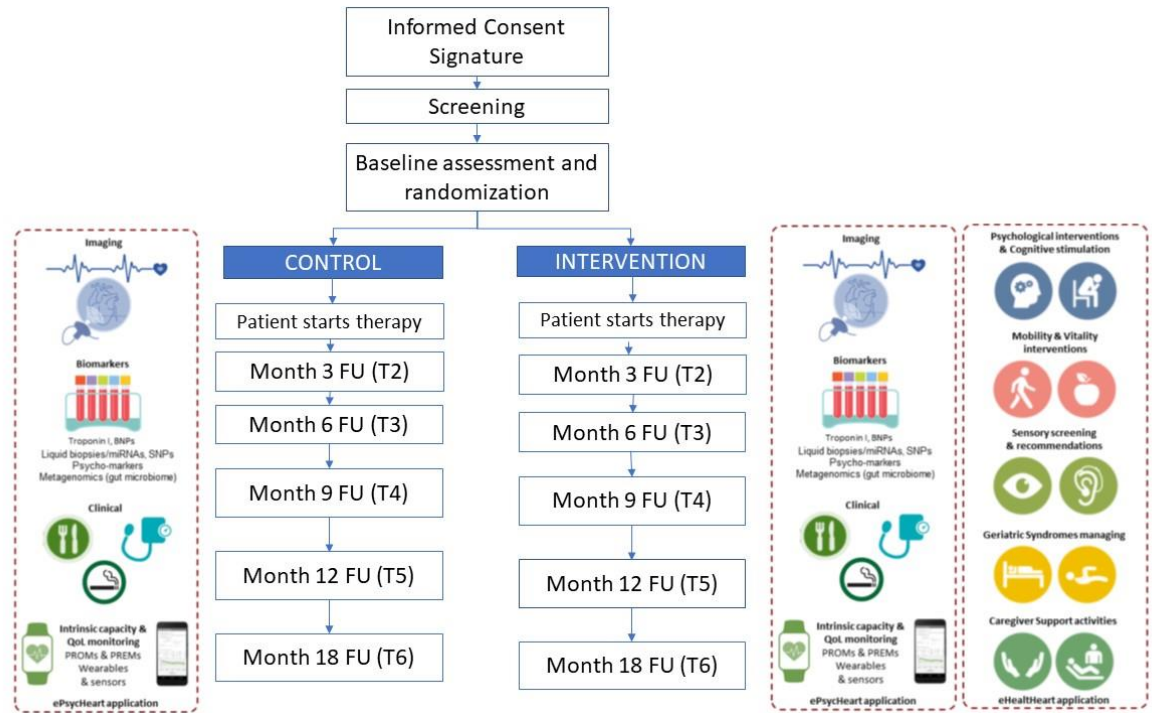 Informed Consent
Signature
Screening
Baseline assessment and
randomization
Imaging
Biomarkers
Troponin I, BNPs
Liquid biopsies/miRNAs, SNPs
Psycho-markers
Metagenomics (gut microbiome)
Clinical
Intrinsic capacity &
QoL monitoring
PROMs & PREMs
Wearables
& sensors
ePsycHeart application
CONTROL
Patient starts therapy
Month 3 FU (T2)
Month 6 FU (T3)
Month 9 FU (T4)
Month 12 FU (T5)
Month 18 FU (T6)
INTERVENTION
Patient starts therapy
Month 3 FU (T2)
Month 6 FU (T3)
Month 9 FU (T4)
Month 12 FU (T5)
Month 18 FU (T6)
Imaging
Biomarkers
Troponin I, BNPs
Liquid biopsies/miRNAs, SNPs
Psycho-markers
Metagenomics (gut microbiome)
Clinical
Intrinsic capacity &
QoL monitoring
PROMs & PREMs
Wearables
& sensors
ePsycHeart application
Psychological interventions
& Cognitive stimulation
Mobility & Vitality
interventions
Sensory screening
& recommendations
Geriatric Syndromes managing
Caregiver Support activities
eHealtHeart application